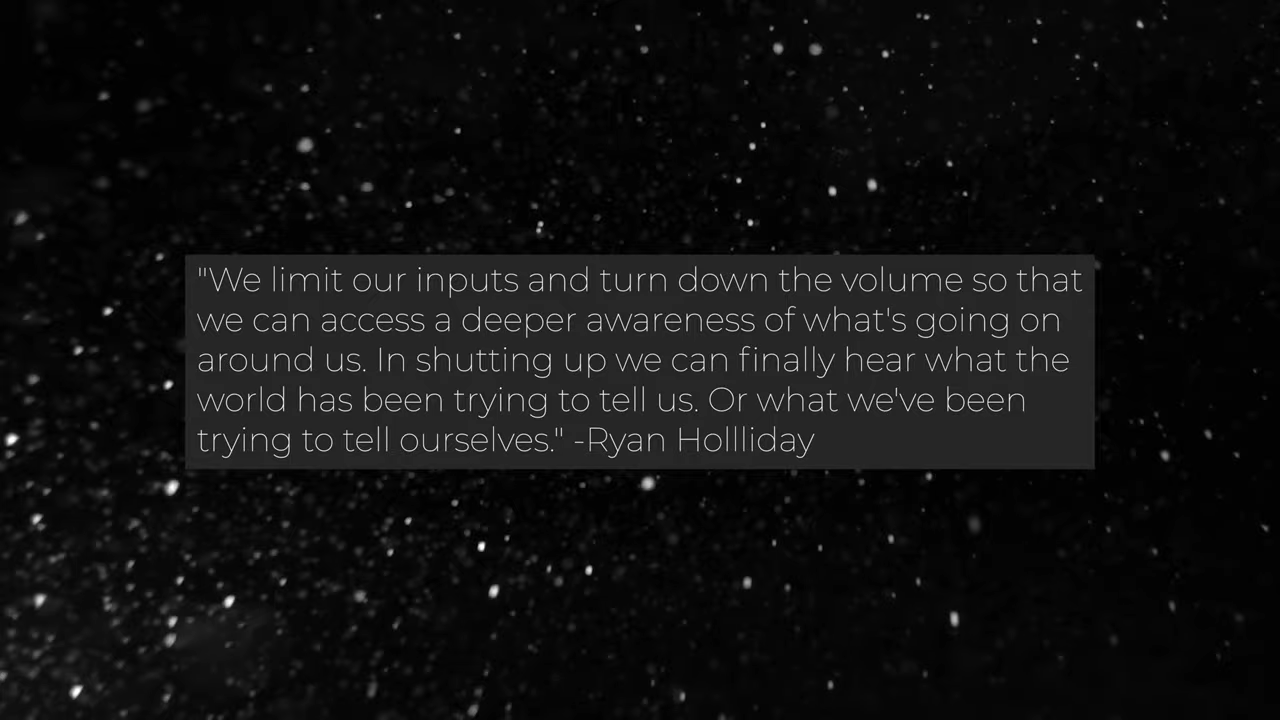 "We limit our inputs and turn down the volume so that
we can access a deeper awareness of what's going on
around us. In shutting up we can finally hear what the
world has been trying to tell us. Or what we've been
trying to tell ourselves." -Ryan Hollliday